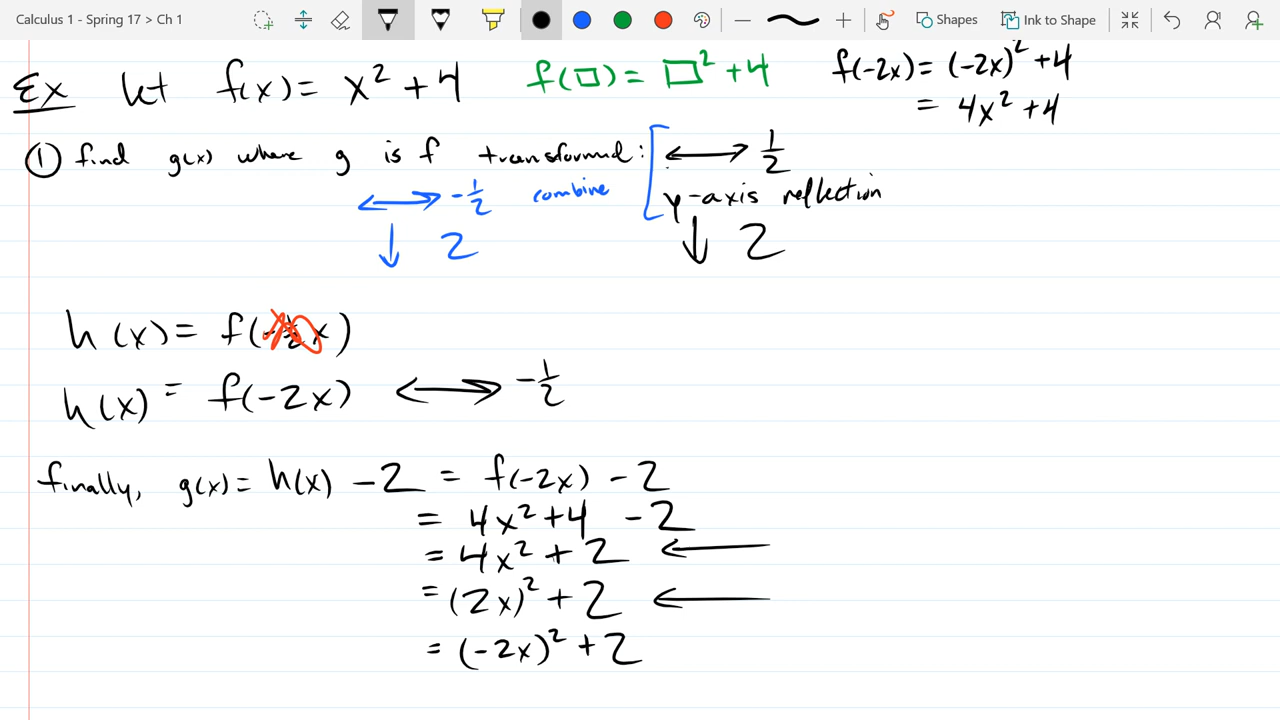 Calculus 1 - Spring 17 > Ch 1
Shapes
Ink to Shape
Ex let f(x) = x² + 4
f(□) = □² + 4
f(-2x) = (-2x)² + 4
= 4x² + 4
① find g(x) where g is f transformed: ↔ 1/2
y-axis reflection
↓ 2
↔ -1/2 combine
↓ 2
h(x) = f(
x)
h(x) = f(-2x) ↔ -1/2
finally, g(x) = h(x) - 2 = f(-2x) - 2
= 4x² + 4 - 2
= 4x² + 2 ←
= (2x)² + 2 ←
= (-2x)² + 2